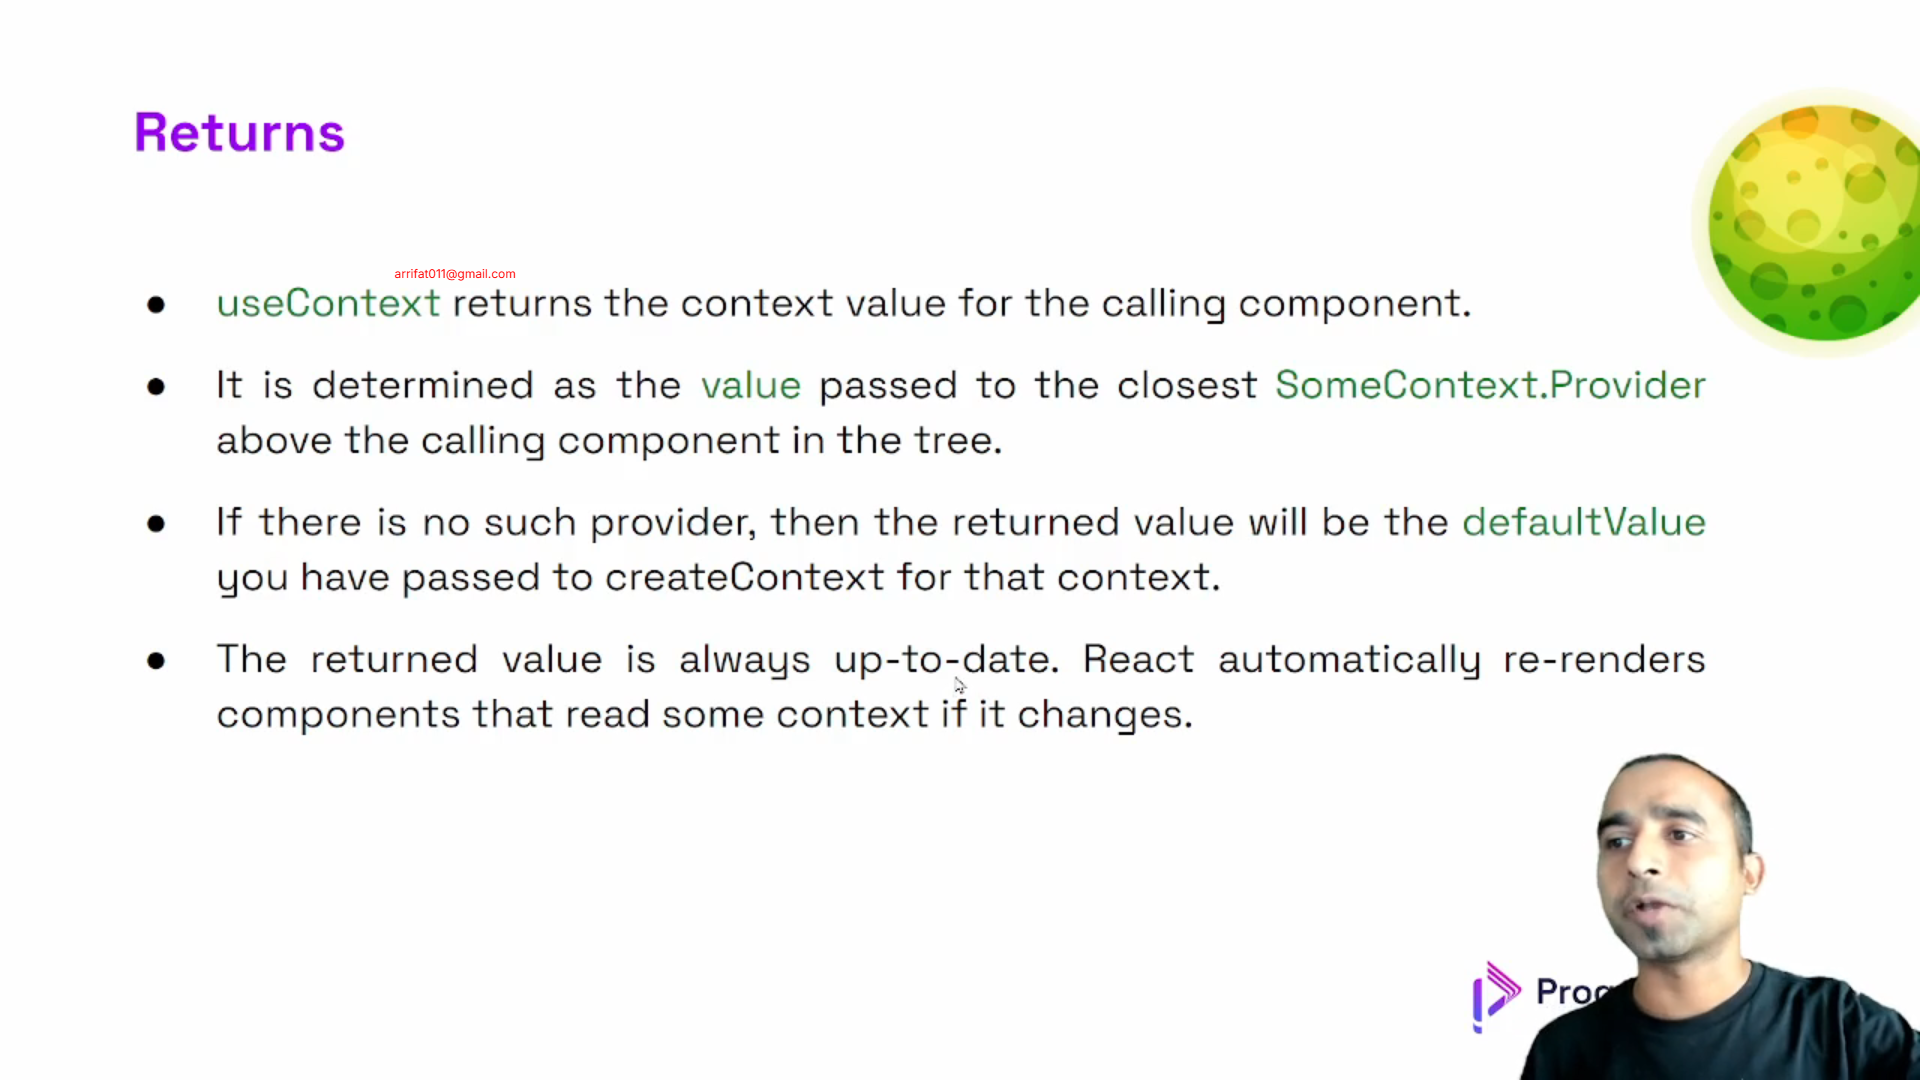 Returns
arrifat011@gmail.com
● useContext returns the context value for the calling component.
● It is determined as the value passed to the closest SomeContext.Provider
above the calling component in the tree.
● If there is no such provider, then the returned value will be the defaultValue
you have passed to createContext for that context.
● The returned value is always up-to-date. React automatically re-renders
components that read some context if it changes.